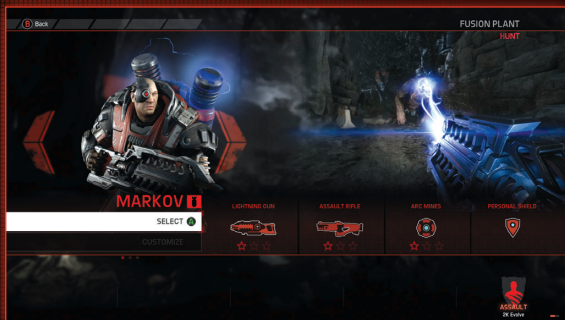 B Back
FUSION PLANT
HUNT
MARKOV
SELECT A
CUSTOMIZE
LIGHTNING GUN
ASSAULT RIFLE
ARC MINES
PERSONAL SHIELD
ASSAULT
2K Evolve